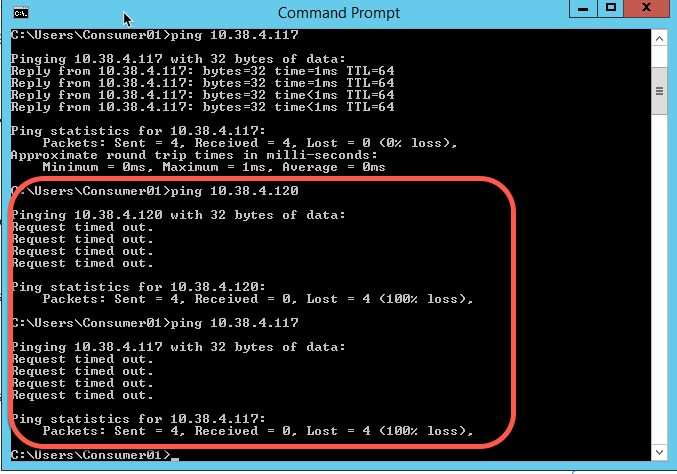 Command Prompt
C:\Users\Consumer01>ping 10.38.4.117
Pinging 10.38.4.117 with 32 bytes of data:
Reply from 10.38.4.117: bytes=32 time=1ms TTL=64
Reply from 10.38.4.117: bytes=32 time=1ms TTL=64
Reply from 10.38.4.117: bytes=32 time<1ms TTL=64
Reply from 10.38.4.117: bytes=32 time<1ms TTL=64
Ping statistics for 10.38.4.117:
Packets: Sent = 4, Received = 4, Lost = 0 (0% loss),
Approximate round trip times in milli-seconds:
Minimum = 0ms, Maximum = 1ms, Average = 0ms
C:\Users\Consumer01>ping 10.38.4.120
Pinging 10.38.4.120 with 32 bytes of data:
Request timed out.
Request timed out.
Request timed out.
Request timed out.
Ping statistics for 10.38.4.120:
Packets: Sent = 4, Received = 0, Lost = 4 (100% loss),
C:\Users\Consumer01>ping 10.38.4.117
Pinging 10.38.4.117 with 32 bytes of data:
Request timed out.
Request timed out.
Request timed out.
Request timed out.
Ping statistics for 10.38.4.117:
Packets: Sent = 4, Received = 0, Lost = 4 (100% loss),
C:\Users\Consumer01>_